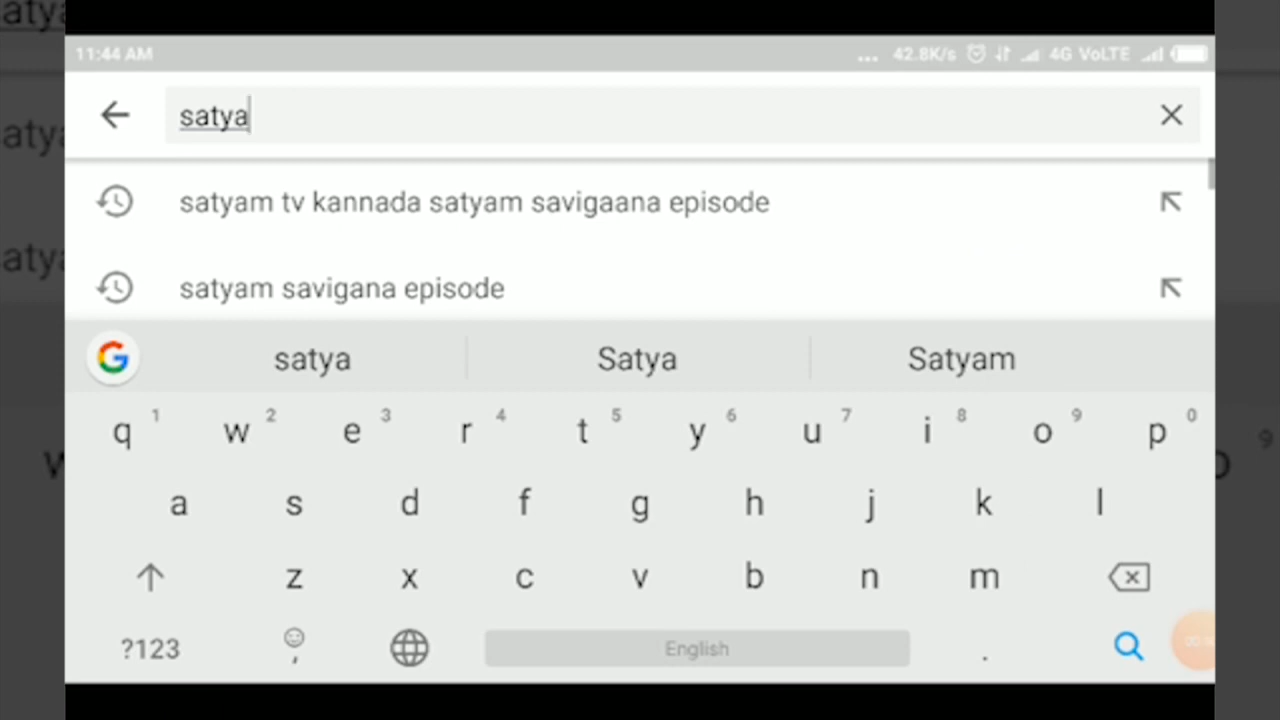 11:44 AM ... 42.8K/s 4G VoLTE
satya
satyam tv kannada satyam savigaana episode
satyam savigana episode
G satya Satya Satyam
q 1 w 2 e 3 r 4 t 5 y 6 u 7 i 8 o 9 p 0
a s d f g h j k l
z x c v b n m
?123 , English .